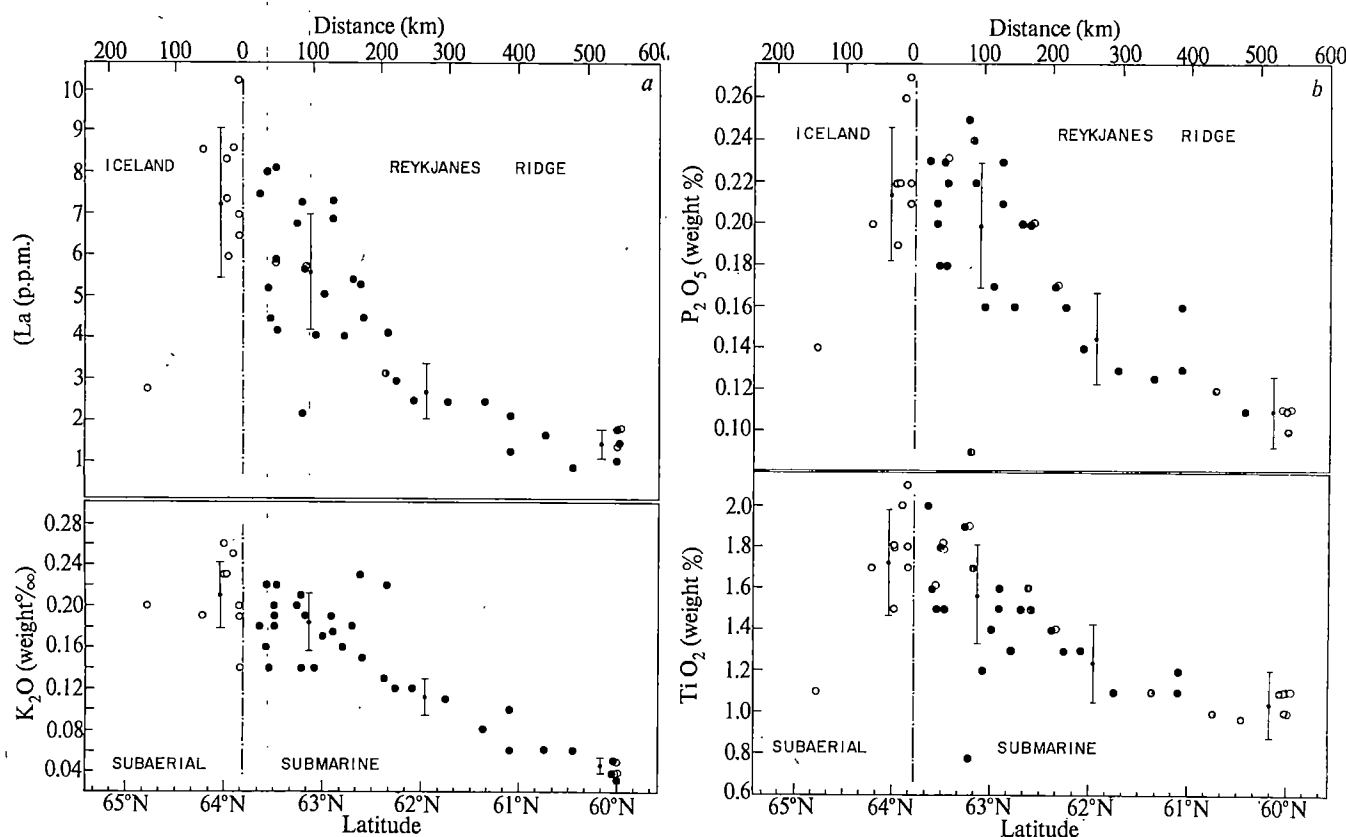 Distance (km)
200 100 0 100 200 300 400 500 600
a
10
9
8
7
6
5
4
3
2
1
(La (p.p.m.)
ICELAND
REYKJANES RIDGE
0.28
0.24
0.20
0.16
0.12
0.08
0.04
K2O (weight‰)
SUBAERIAL
SUBMARINE
65°N 64°N 63°N 62°N 61°N 60°N
Latitude
Distance (km)
200 100 0 100 200 300 400 500 600
b
0.26
0.24
0.22
0.20
0.18
0.16
0.14
0.12
0.10
P2O5 (weight %)
ICELAND
REYKJANES RIDGE
2.0
1.8
1.6
1.4
1.2
1.0
0.8
0.6
TiO2 (weight %)
SUBAERIAL
SUBMARINE
65°N 64°N 63°N 62°N 61°N 60°N
Latitude